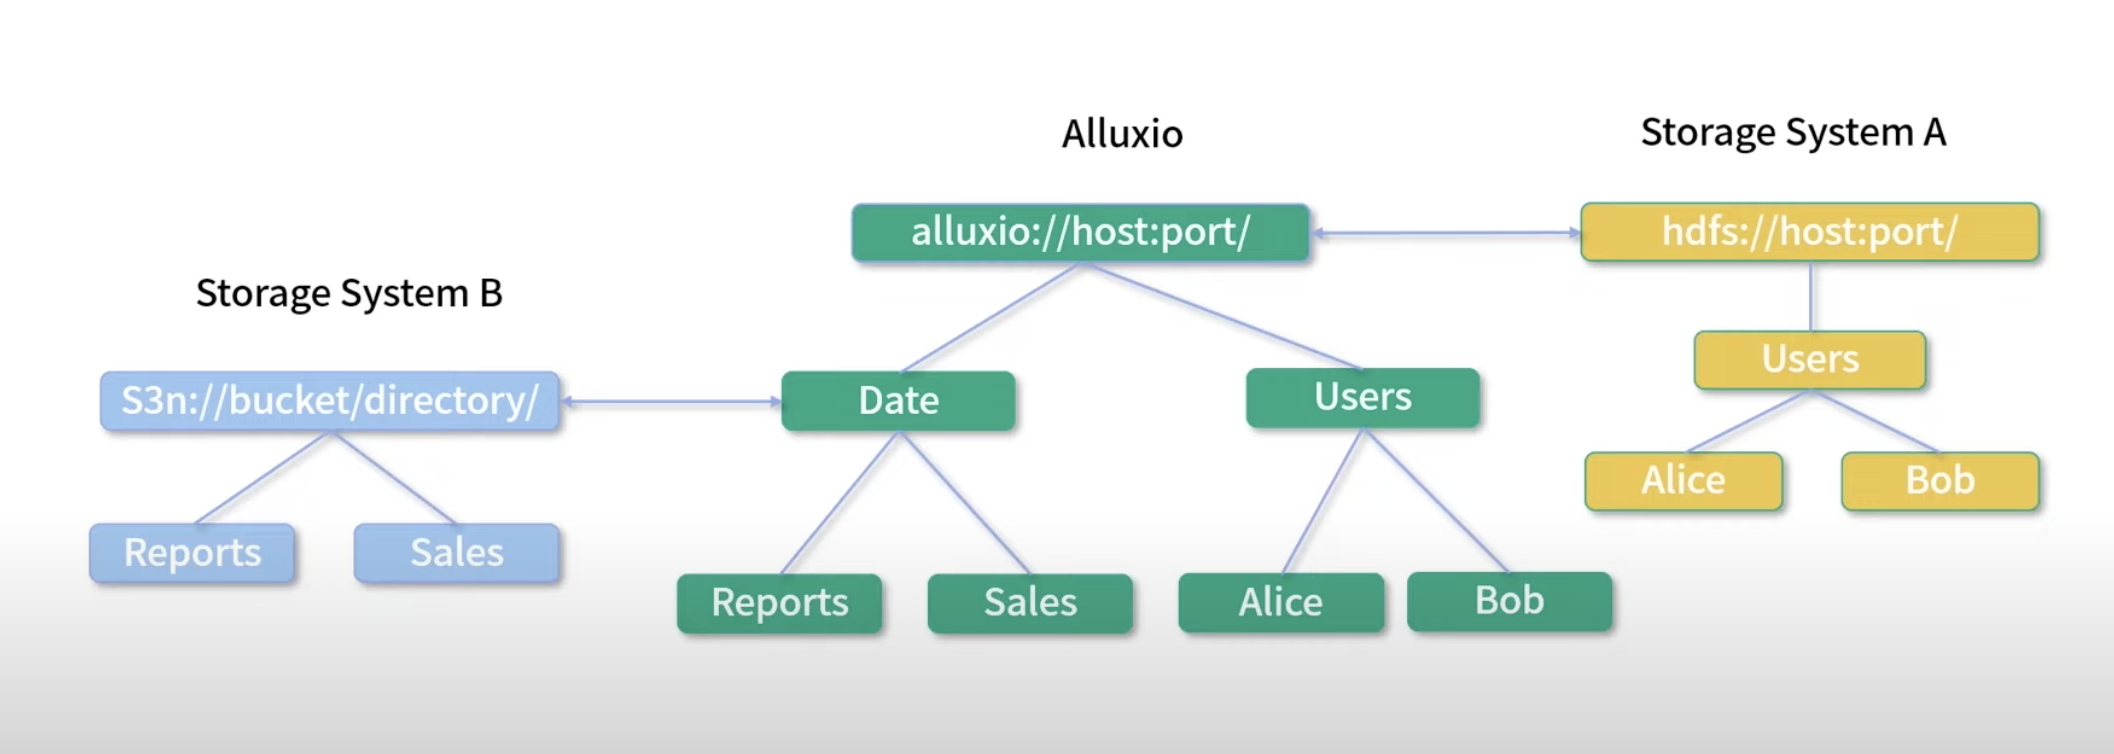 Alluxio
Storage System A
alluxio://host:port/
hdfs://host:port/
Storage System B
Users
S3n://bucket/directory/
Date
Users
Alice
Bob
Reports
Sales
Reports
Sales
Alice
Bob